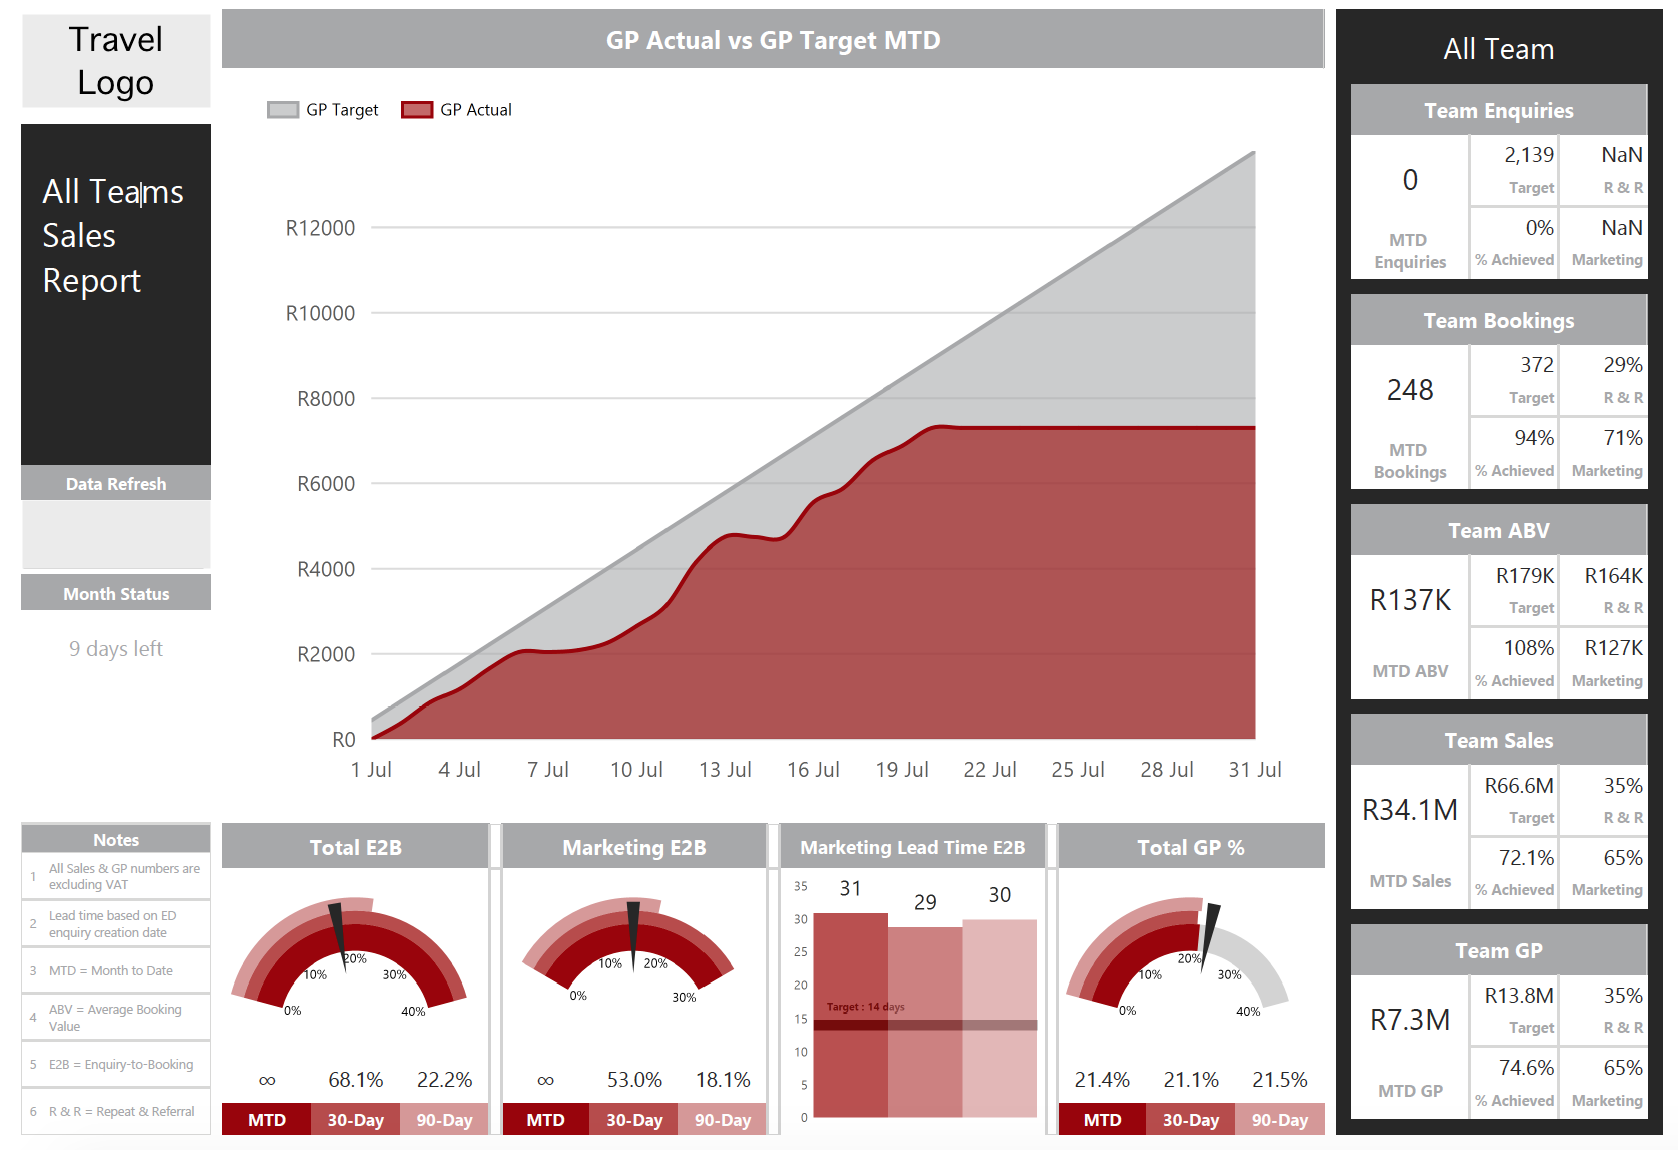 Travel
Logo
All Teams
Sales
Report
Data Refresh
Month Status
9 days left
GP Actual vs GP Target MTD
GP Target
GP Actual
R12000
R10000
R8000
R6000
R4000
R2000
R0
1 Jul
4 Jul
7 Jul
10 Jul
13 Jul
16 Jul
19 Jul
22 Jul
25 Jul
28 Jul
31 Jul
Notes
1 All Sales & GP numbers are
excluding VAT
2 Lead time based on ED
enquiry creation date
3 MTD = Month to Date
4 ABV = Average Booking
Value
5 E2B = Enquiry-to-Booking
6 R & R = Repeat & Referral
Total E2B
0%
10%
20%
30%
40%
∞ 68.1% 22.2%
MTD 30-Day 90-Day
Marketing E2B
0%
10%
20%
30%
∞ 53.0% 18.1%
MTD 30-Day 90-Day
Marketing Lead Time E2B
35
30
25
20
15
10
5
0
31
29
30
Target : 14 days
Total GP %
0%
10%
20%
30%
40%
21.4% 21.1% 21.5%
MTD 30-Day 90-Day
All Team
Team Enquiries
0
MTD
Enquiries
2,139
Target
NaN
R & R
0%
% Achieved
NaN
Marketing
Team Bookings
248
MTD
Bookings
372
Target
29%
R & R
94%
% Achieved
71%
Marketing
Team ABV
R137K
MTD ABV
R179K
Target
R164K
R & R
108%
% Achieved
R127K
Marketing
Team Sales
R34.1M
MTD Sales
R66.6M
Target
35%
R & R
72.1%
% Achieved
65%
Marketing
Team GP
R7.3M
MTD GP
R13.8M
Target
35%
R & R
74.6%
% Achieved
65%
Marketing